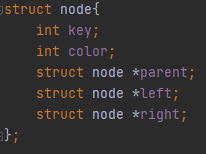 struct node{
int key;
int color;
struct node *parent;
struct node *left;
struct node *right;
};